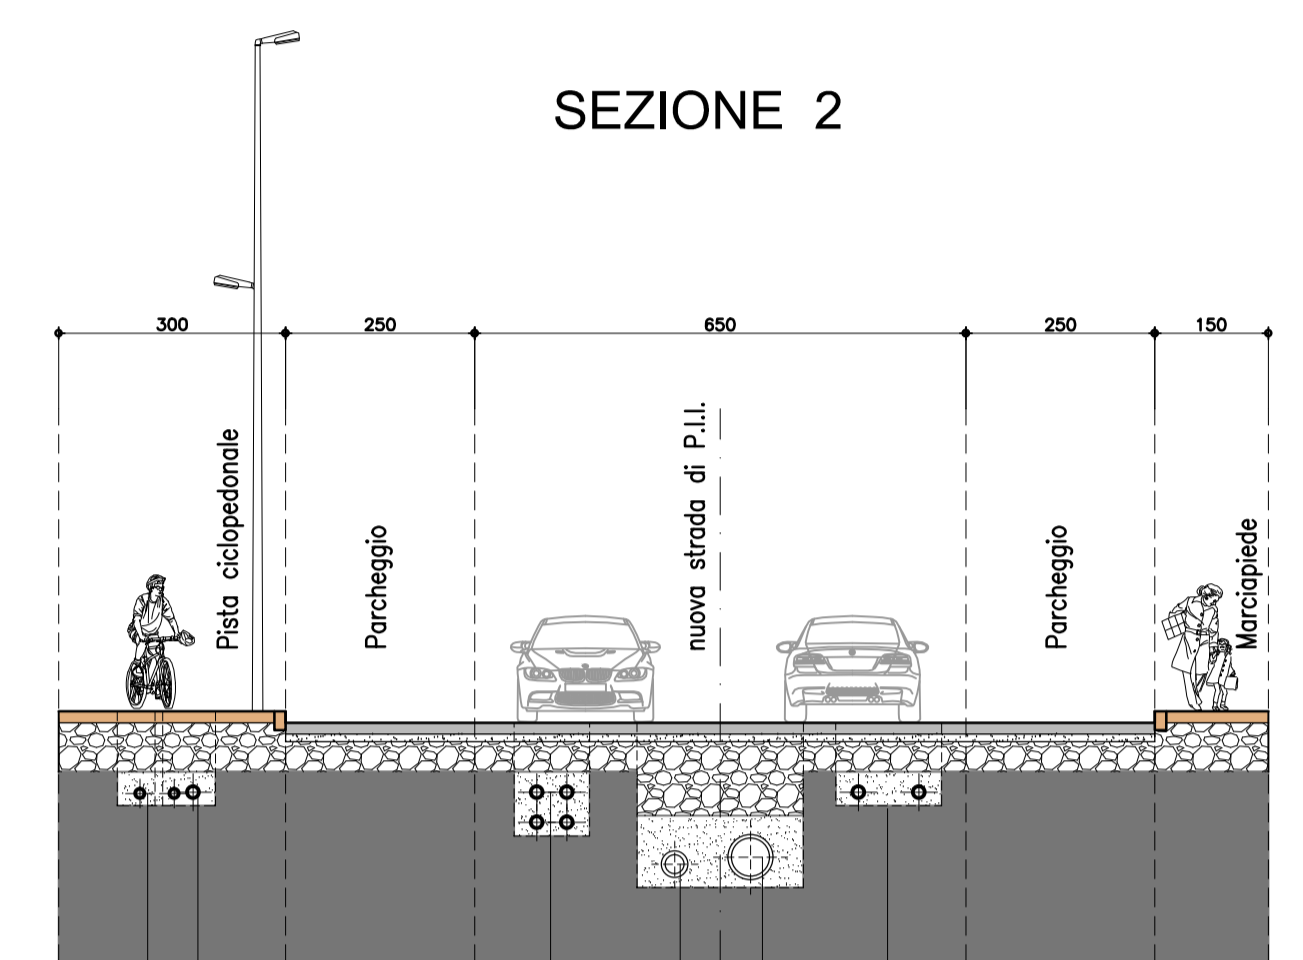 SEZIONE 2
300
250
650
250
150
Pista ciclopedonale
Parcheggio
nuova strada di P.I.I.
Parcheggio
Marciapiede